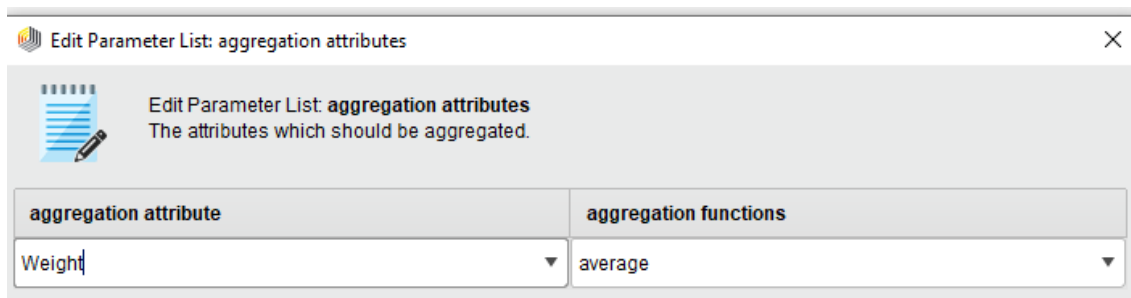 Edit Parameter List: aggregation attributes
Edit Parameter List: aggregation attributes
The attributes which should be aggregated.
aggregation attribute aggregation functions
Weight average